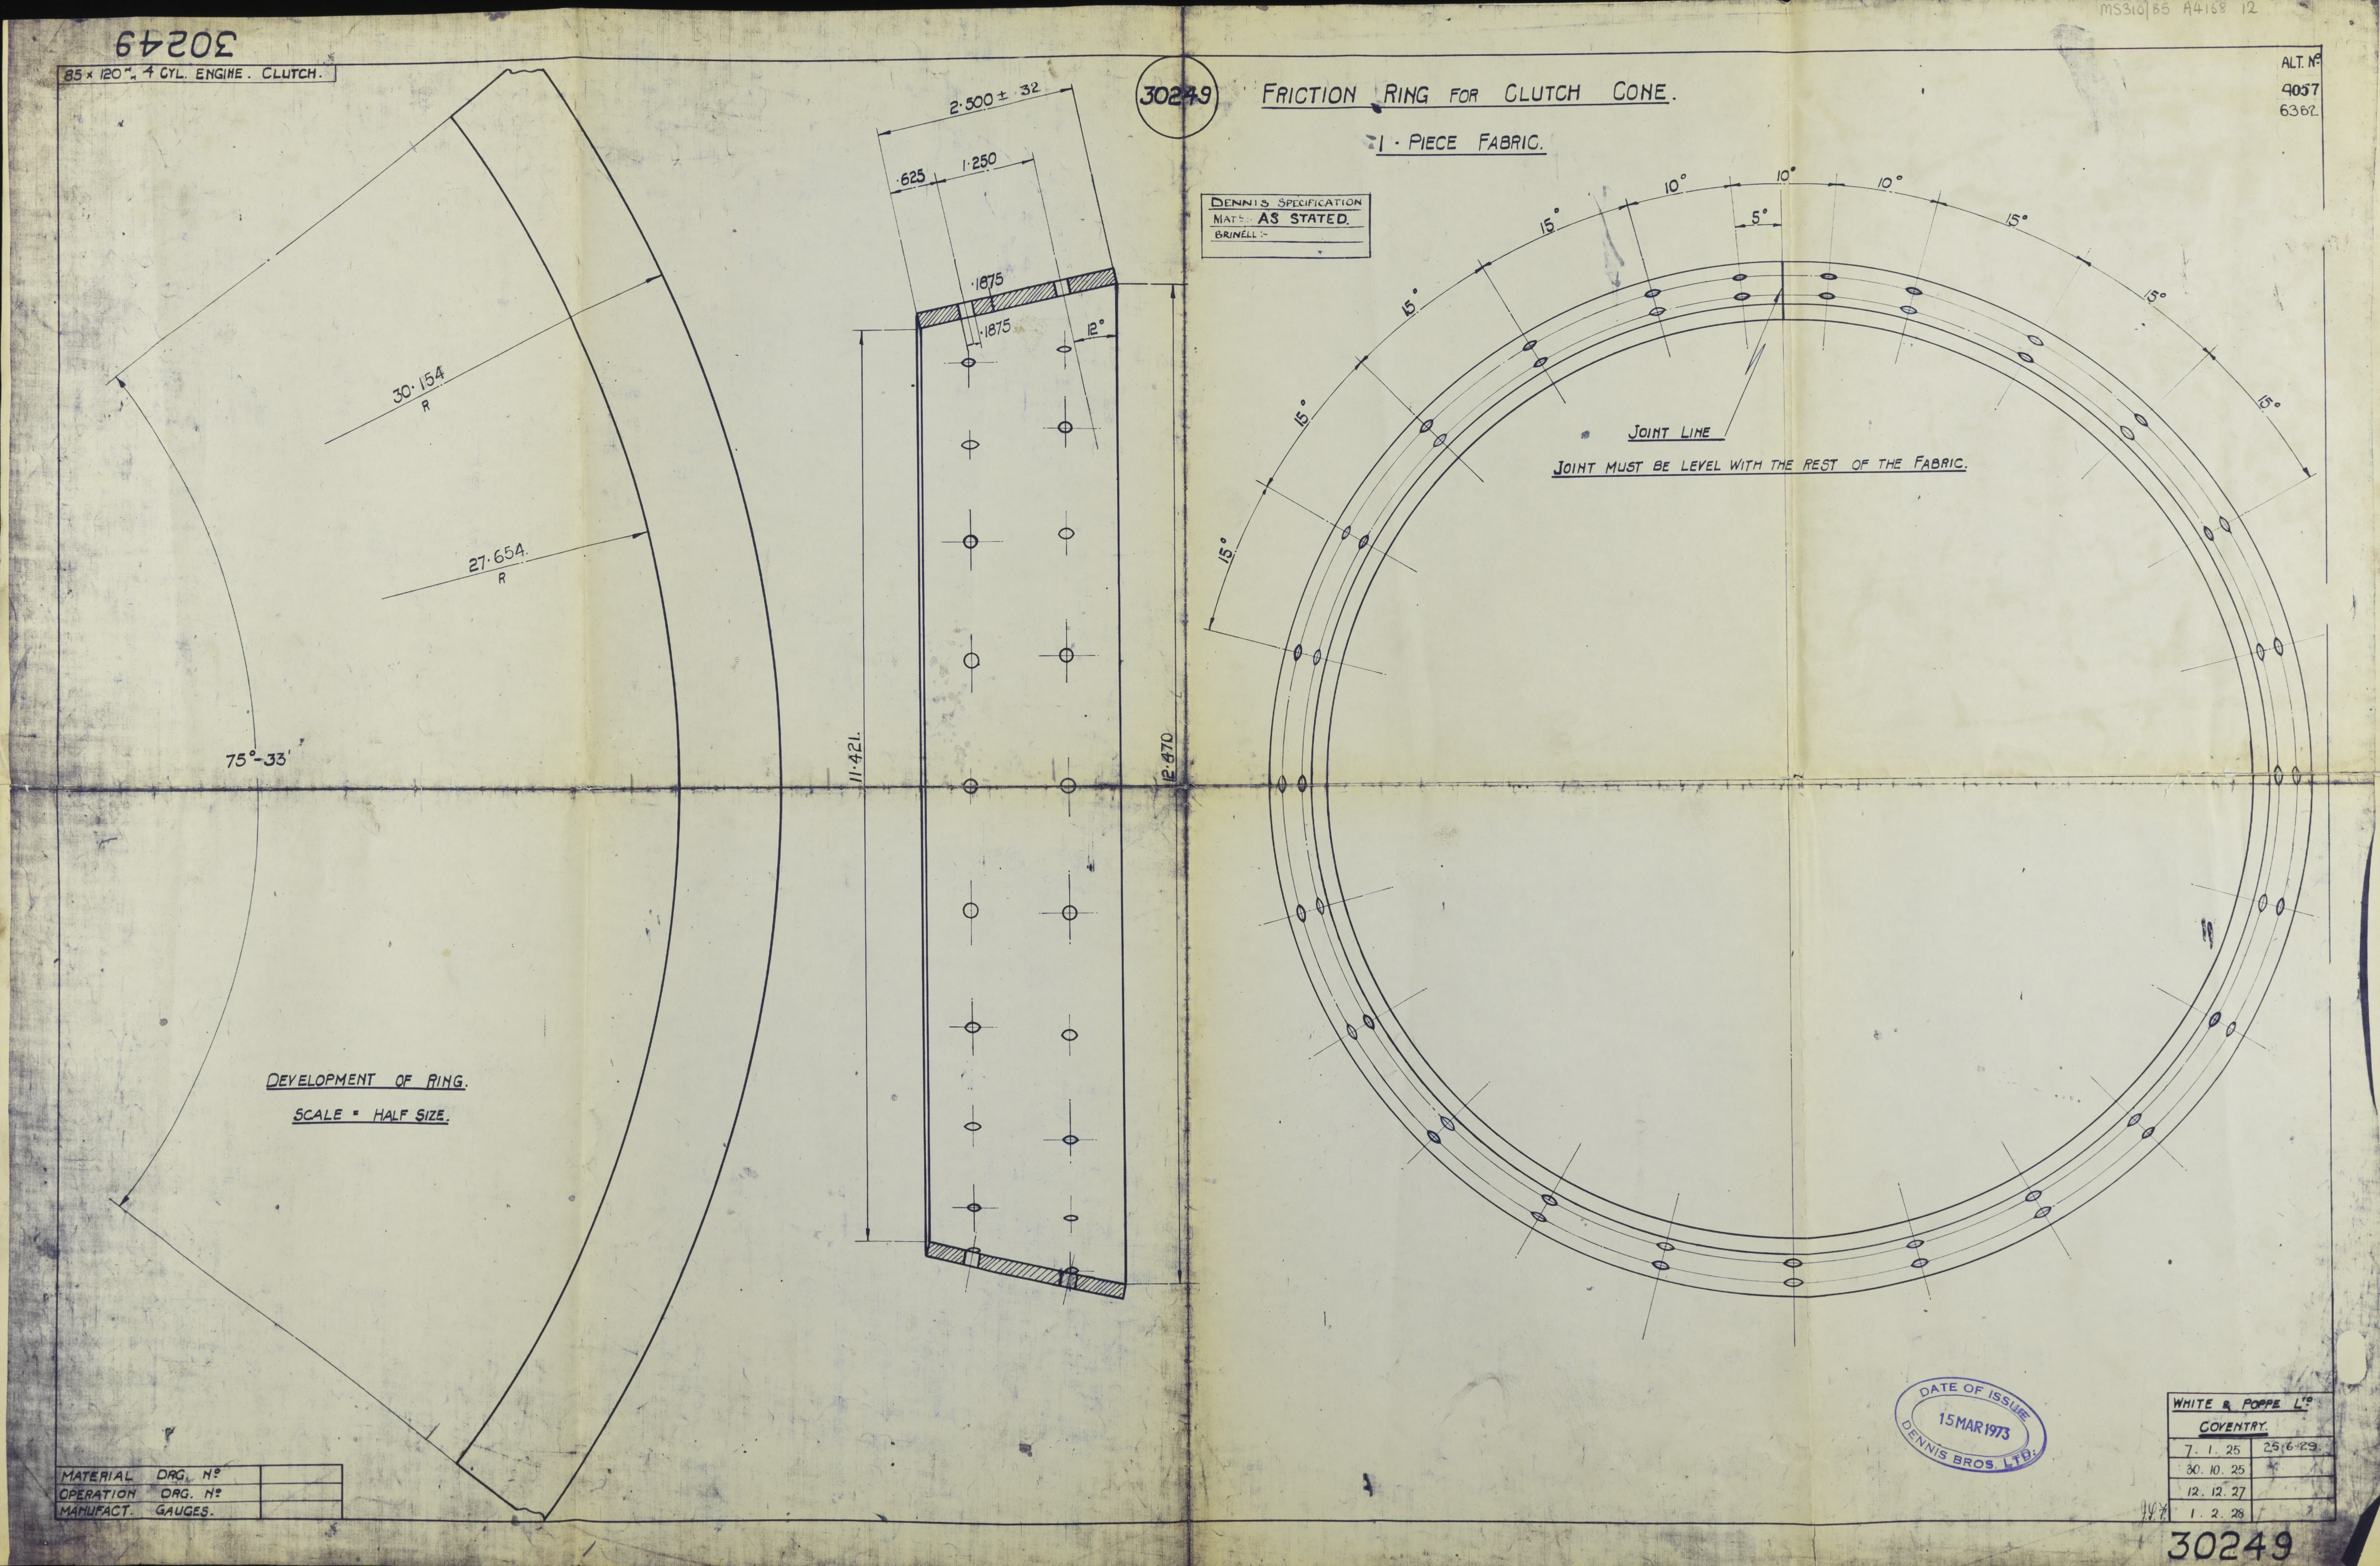 MS310/85 A4168 12
30249
85 × 120 ᵐ/ₘ 4 CYL. ENGINE. CLUTCH.
30249
FRICTION RING FOR CLUTCH CONE.
1 - PIECE FABRIC.
ALT. Nº
4057
6362
DENNIS SPECIFICATION
MATL:- AS STATED.
BRINELL:-
2·500 ± ·32
·625
1·250
·1875
·1875
12°
11·421.
12·470
30·154
R
27·654.
R
75°-33'
DEVELOPMENT OF RING.
SCALE = HALF SIZE.
10°
10°
10°
5°
15°
15°
15°
15°
15°
15°
15°
JOINT LINE
JOINT MUST BE LEVEL WITH THE REST OF THE FABRIC.
MATERIAL DRG. Nº
OPERATION DRG. Nº
MANUFACT. GAUGES.
DATE OF ISSUE
15 MAR 1973
DENNIS BROS. LTD.
WHITE & POPPE Lᵀᴰ
COVENTRY.
7. 1. 25 25·6·29.
30. 10. 25
12. 12. 27
1. 2. 28
30249